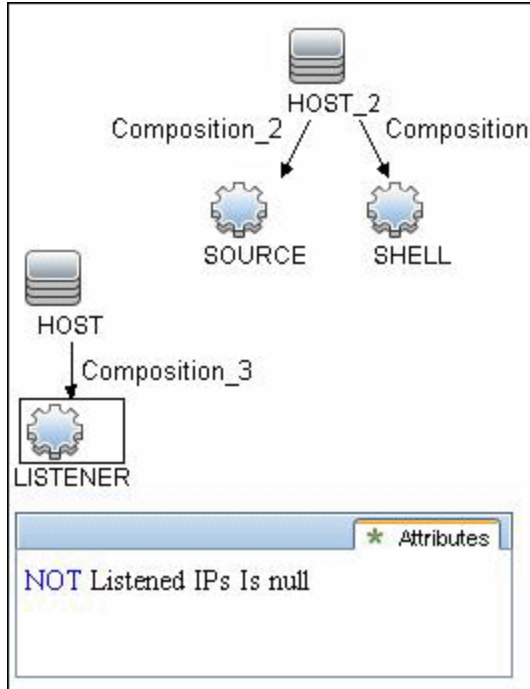 HOST_2
Composition_2
Composition
SOURCE
SHELL
HOST
Composition_3
LISTENER
Attributes
NOT Listened IPs Is null